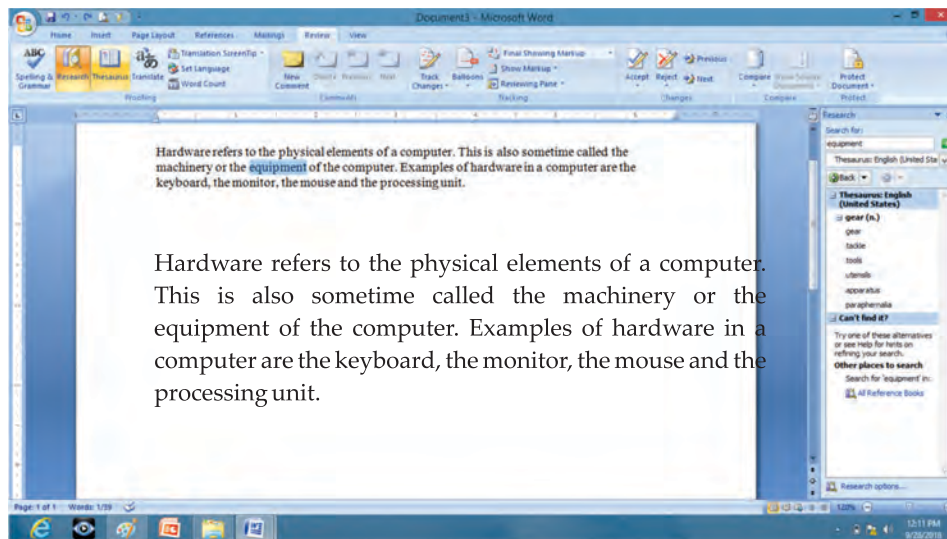 Document3 - Microsoft Word
Home Insert Page Layout References Mailings Review View
ABC Spelling & Grammar Research Thesaurus Translate Translation ScreenTip Set Language Word Count New Comment Delete Previous Next Track Changes Balloons Final Showing Markup Show Markup Reviewing Pane Accept Reject Previous Next Compare Protect Document
Proofing Comments Tracking Changes Compare Protect
Hardware refers to the physical elements of a computer. This is also sometime called the
machinery or the equipment of the computer. Examples of hardware in a computer are the
keyboard, the monitor, the mouse and the processing unit.
Hardware refers to the physical elements of a computer.
This is also sometime called the machinery or the
equipment of the computer. Examples of hardware in a
computer are the keyboard, the monitor, the mouse and the
processing unit.
Research
Search for:
equipment
Thesaurus: English (United Sta
Back
Thesaurus: English
(United States)
gear (n.)
gear
tackle
tools
utensils
apparatus
paraphernalia
Can't find it?
Try one of these alternatives
or see Help for hints on
refining your search.
Other places to search
Search for 'equipment' in:
All Reference Books
Research options...
Page: 1 of 1 Words: 1/39 120%
12:11 PM